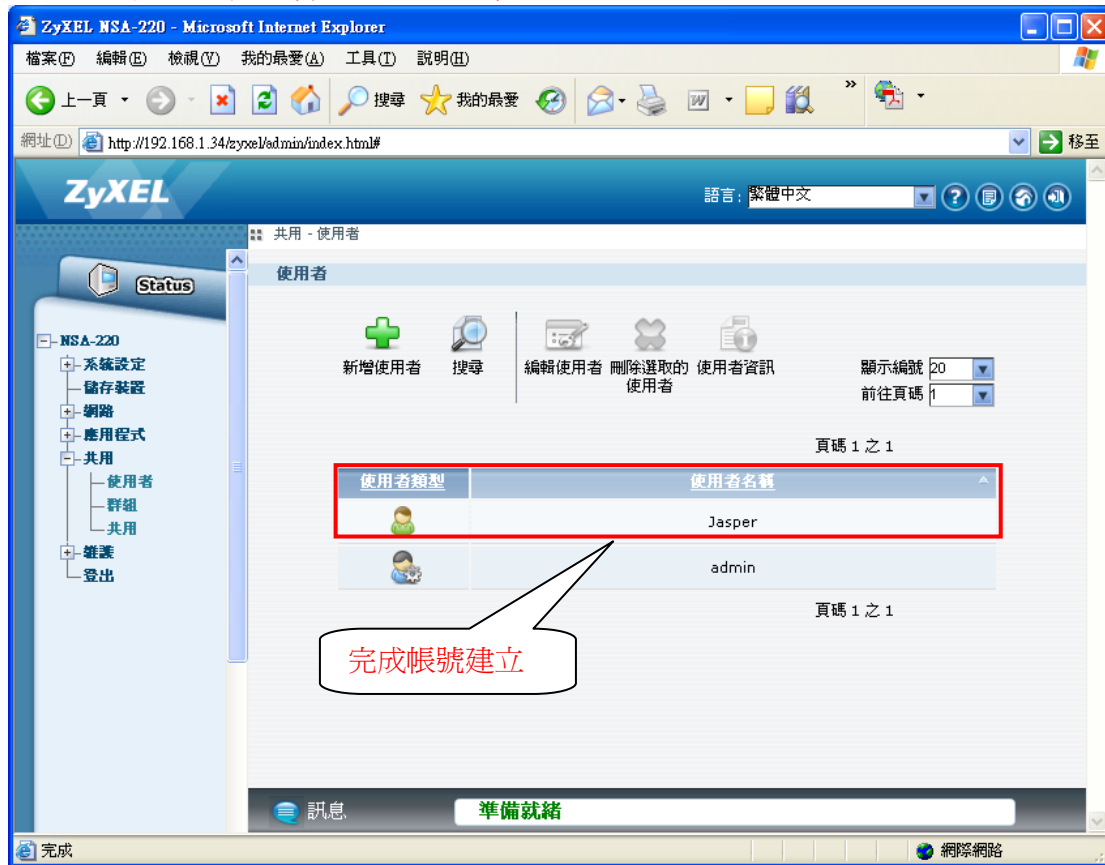 ZyXEL NSA-220 - Microsoft Internet Explorer
檔案(F) 編輯(E) 檢視(V) 我的最愛(A) 工具(T) 說明(H)
上一頁 搜尋 我的最愛 »
網址(D) http://192.168.1.34/zyxel/admin/index.html# 移至
ZyXEL
語言: 繁體中文
共用 - 使用者
Status
使用者
NSA-220
系統設定
儲存裝置
網路
應用程式
共用
使用者
群組
共用
維護
登出
新增使用者 搜尋 編輯使用者 刪除選取的 使用者資訊
使用者
顯示編號 20
前往頁碼 1
頁碼 1 之 1
使用者類型 使用者名稱
Jasper
admin
頁碼 1 之 1
完成帳號建立
訊息 準備就緒
完成 網際網路